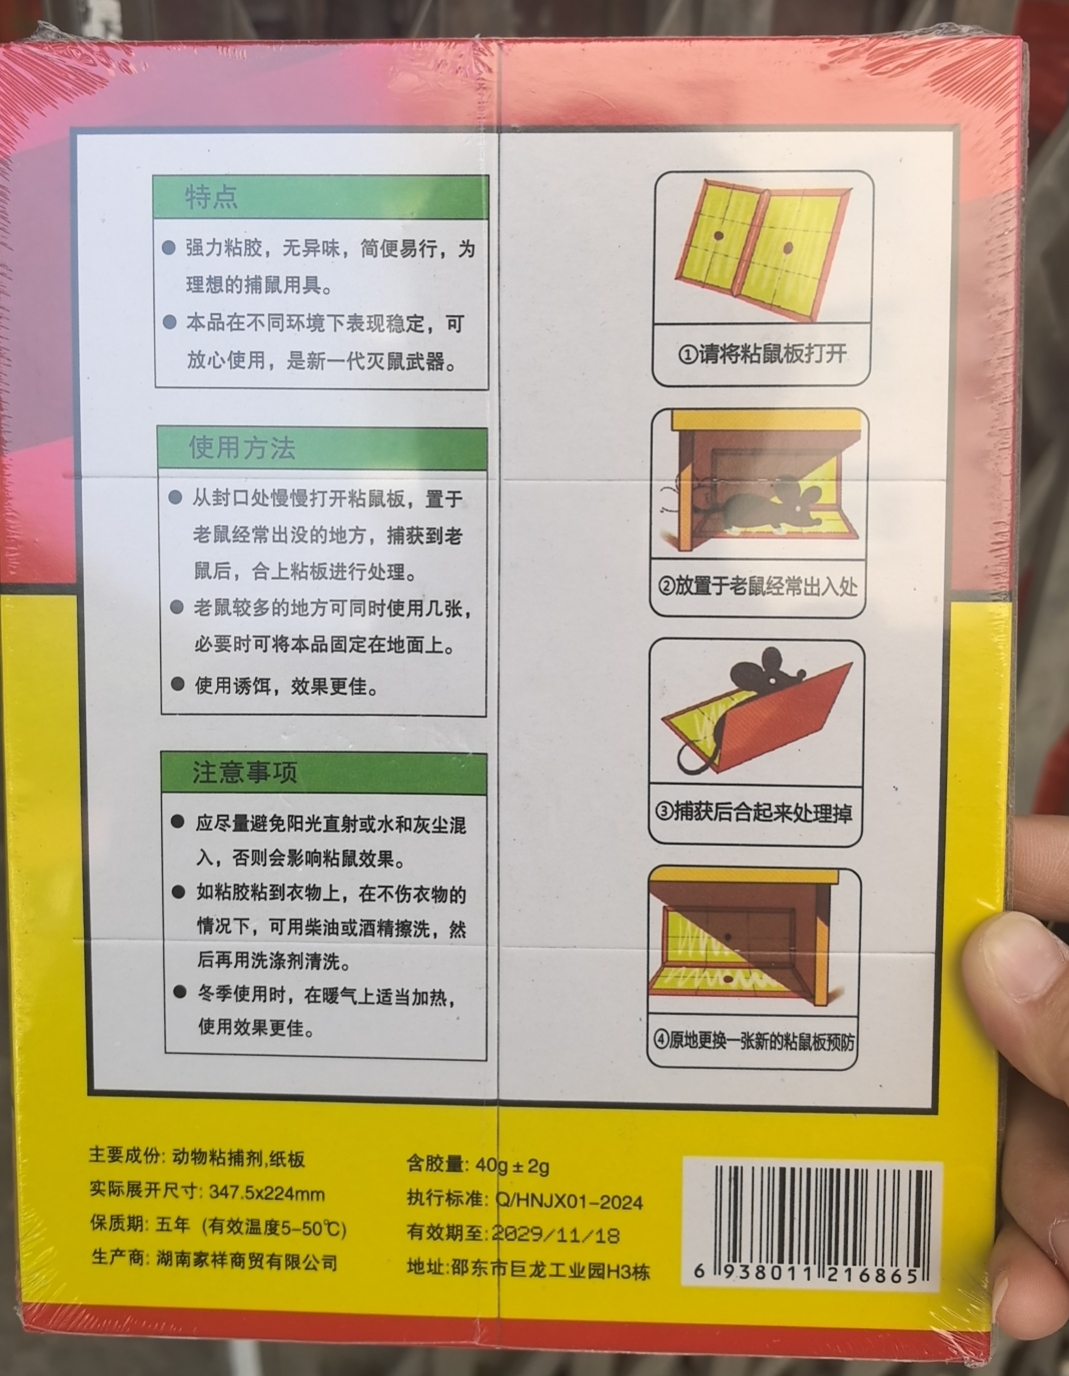 特点
●强力粘胶，无异味，简便易行，为
理想的捕鼠用具。
●本品在不同环境下表现稳定，可
放心使用，是新一代灭鼠武器。
使用方法
●从封口处慢慢打开粘鼠板，置于
老鼠经常出没的地方，捕获到老
鼠后，合上粘板进行处理。
●老鼠较多的地方可同时使用几张，
必要时可将本品固定在地面上。
●使用诱饵，效果更佳。
注意事项
●应尽量避免阳光直射或水和灰尘混
入，否则会影响粘鼠效果。
●如粘胶粘到衣物上，在不伤衣物的
情况下，可用柴油或酒精擦洗，然
后再用洗涤剂清洗。
●冬季使用时，在暖气上适当加热，
使用效果更佳。
①请将粘鼠板打开
②放置于老鼠经常出入处
③捕获后合起来处理掉
④原地更换一张新的粘鼠板预防
主要成份: 动物粘捕剂,纸板
实际展开尺寸: 347.5x224mm
保质期: 五年 (有效温度5-50℃)
生产商: 湖南家祥商贸有限公司
含胶量: 40g±2g
执行标准: Q/HNJX01-2024
有效期至:2029/11/18
地址:邵东市巨龙工业园H3栋
6 938011 216865